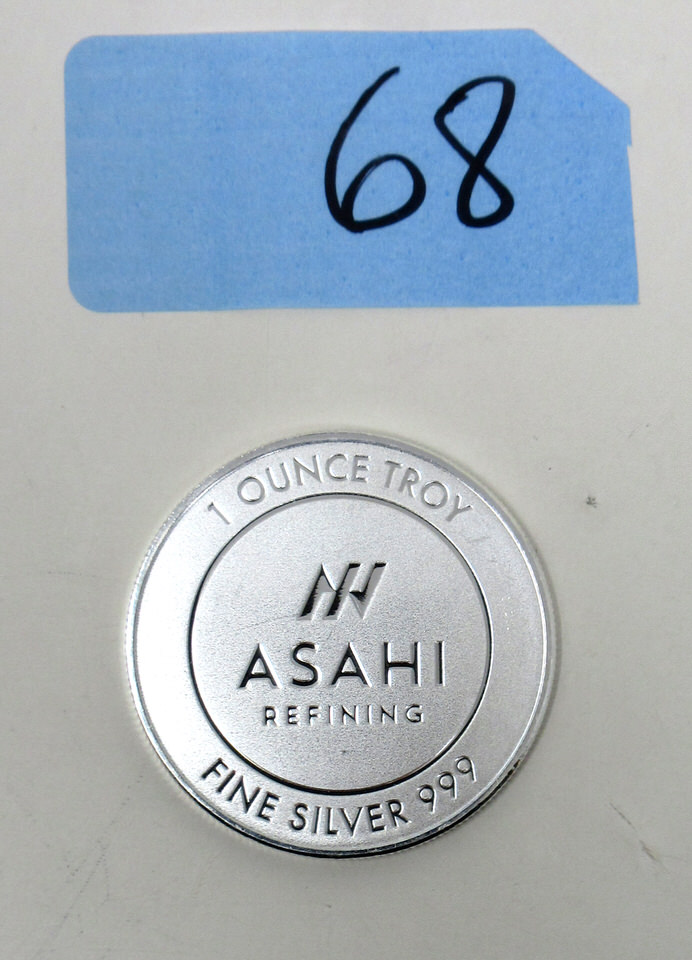 68
1 OUNCE TROY
ASAHI
REFINING
FINE SILVER 999